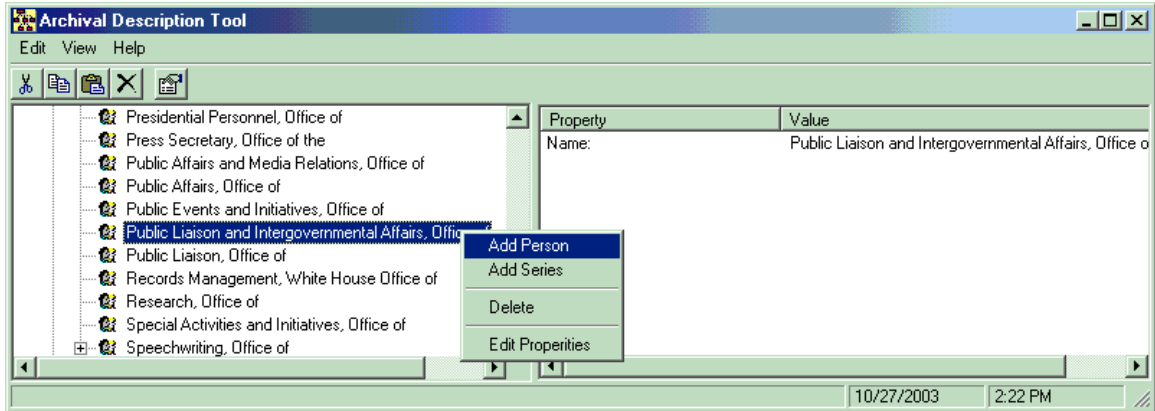 Archival Description Tool
Edit View Help
Presidential Personnel, Office of
Press Secretary, Office of the
Public Affairs and Media Relations, Office of
Public Affairs, Office of
Public Events and Initiatives, Office of
Public Liaison and Intergovernmental Affairs, Office of
Public Liaison, Office of
Records Management, White House Office of
Research, Office of
Special Activities and Initiatives, Office of
Speechwriting, Office of
Add Person
Add Series
Delete
Edit Properities
Property Value
Name: Public Liaison and Intergovernmental Affairs, Office o
10/27/2003 2:22 PM